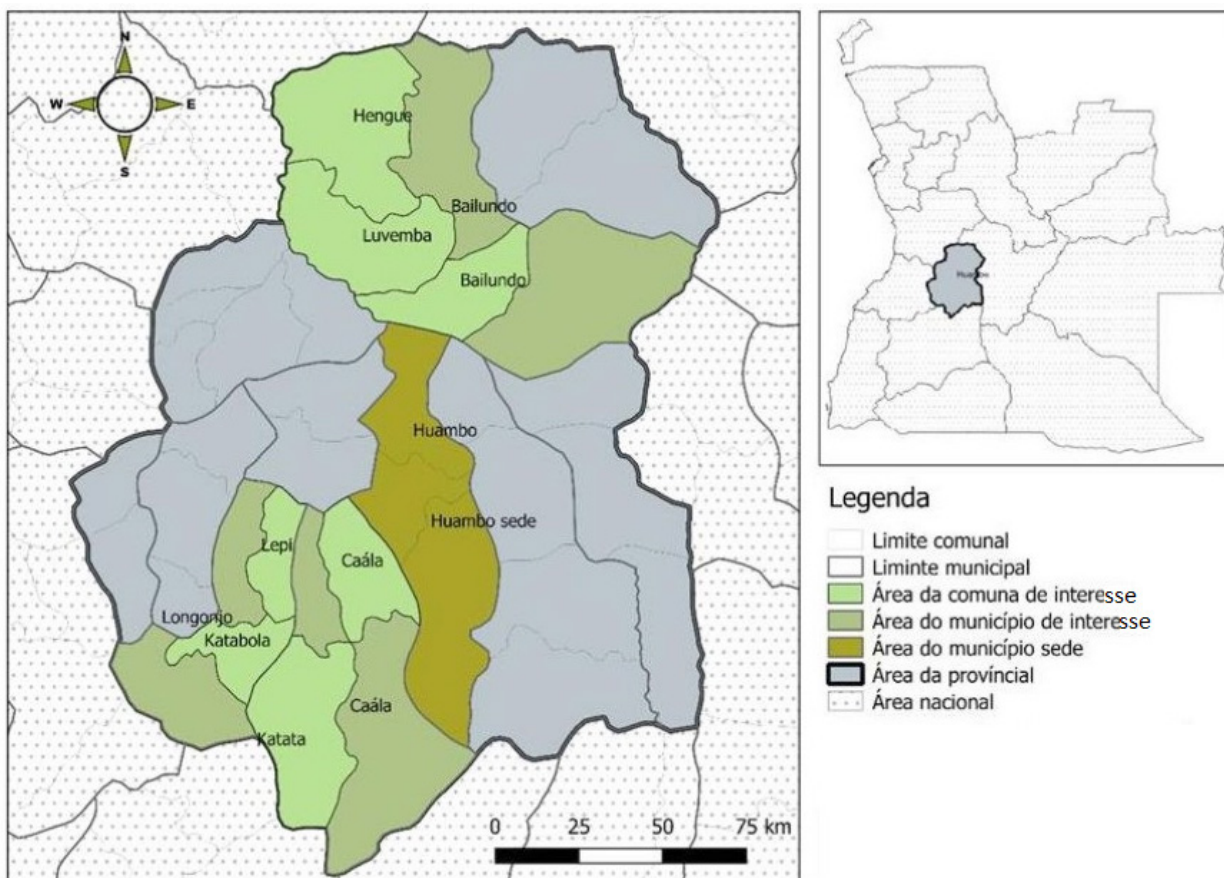 N
W
E
S
Hengue
Bailundo
Luvemba
Bailundo
Huambo
Huambo sede
Lepi
Caála
Longonjo
Katabola
Caála
Katata
0 25 50 75 km
Huambo
Legenda
Limite comunal
Liminte municipal
Área da comuna de interesse
Área do município de interesse
Área do município sede
Área da províncial
Área nacional